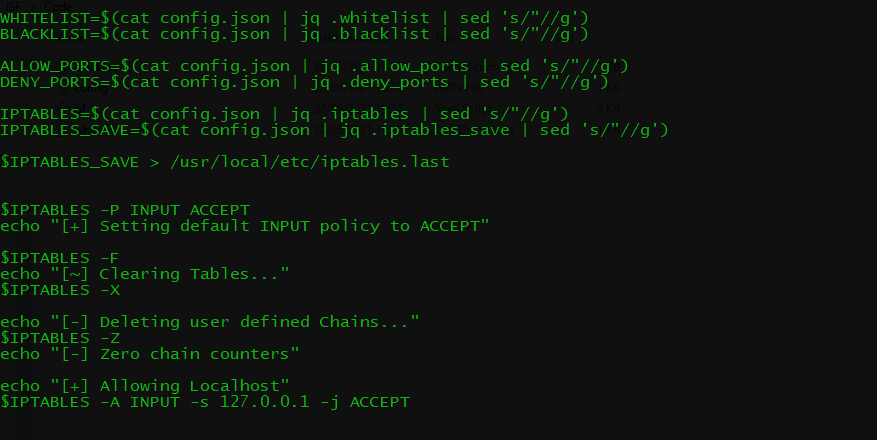 WHITELIST=$(cat config.json | jq .whitelist | sed 's/"//g')
BLACKLIST=$(cat config.json | jq .blacklist | sed 's/"//g')
ALLOW_PORTS=$(cat config.json | jq .allow_ports | sed 's/"//g')
DENY_PORTS=$(cat config.json | jq .deny_ports | sed 's/"//g')
IPTABLES=$(cat config.json | jq .iptables | sed 's/"//g')
IPTABLES_SAVE=$(cat config.json | jq .iptables_save | sed 's/"//g')
$IPTABLES_SAVE > /usr/local/etc/iptables.last
$IPTABLES -P INPUT ACCEPT
echo "[+] Setting default INPUT policy to ACCEPT"
$IPTABLES -F
echo "[~] Clearing Tables..."
$IPTABLES -X
echo "[-] Deleting user defined Chains..."
$IPTABLES -Z
echo "[-] Zero chain counters"
echo "[+] Allowing Localhost"
$IPTABLES -A INPUT -s 127.0.0.1 -j ACCEPT